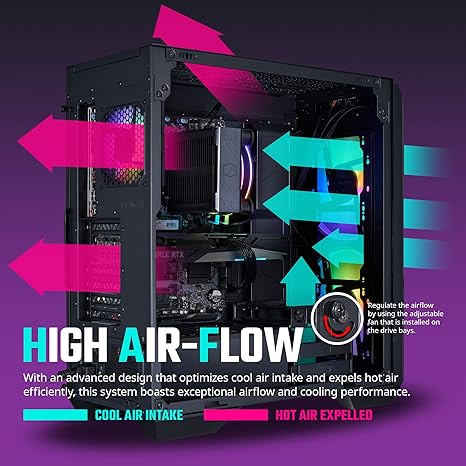 FORCE RTX
Regulate the airflow
by using the adjustable
fan that is installed on
the drive bays.
HIGH AIR-FLOW
With an advanced design that optimizes cool air intake and expels hot air
efficiently, this system boasts exceptional airflow and cooling performance.
COOL AIR INTAKE HOT AIR EXPELLED